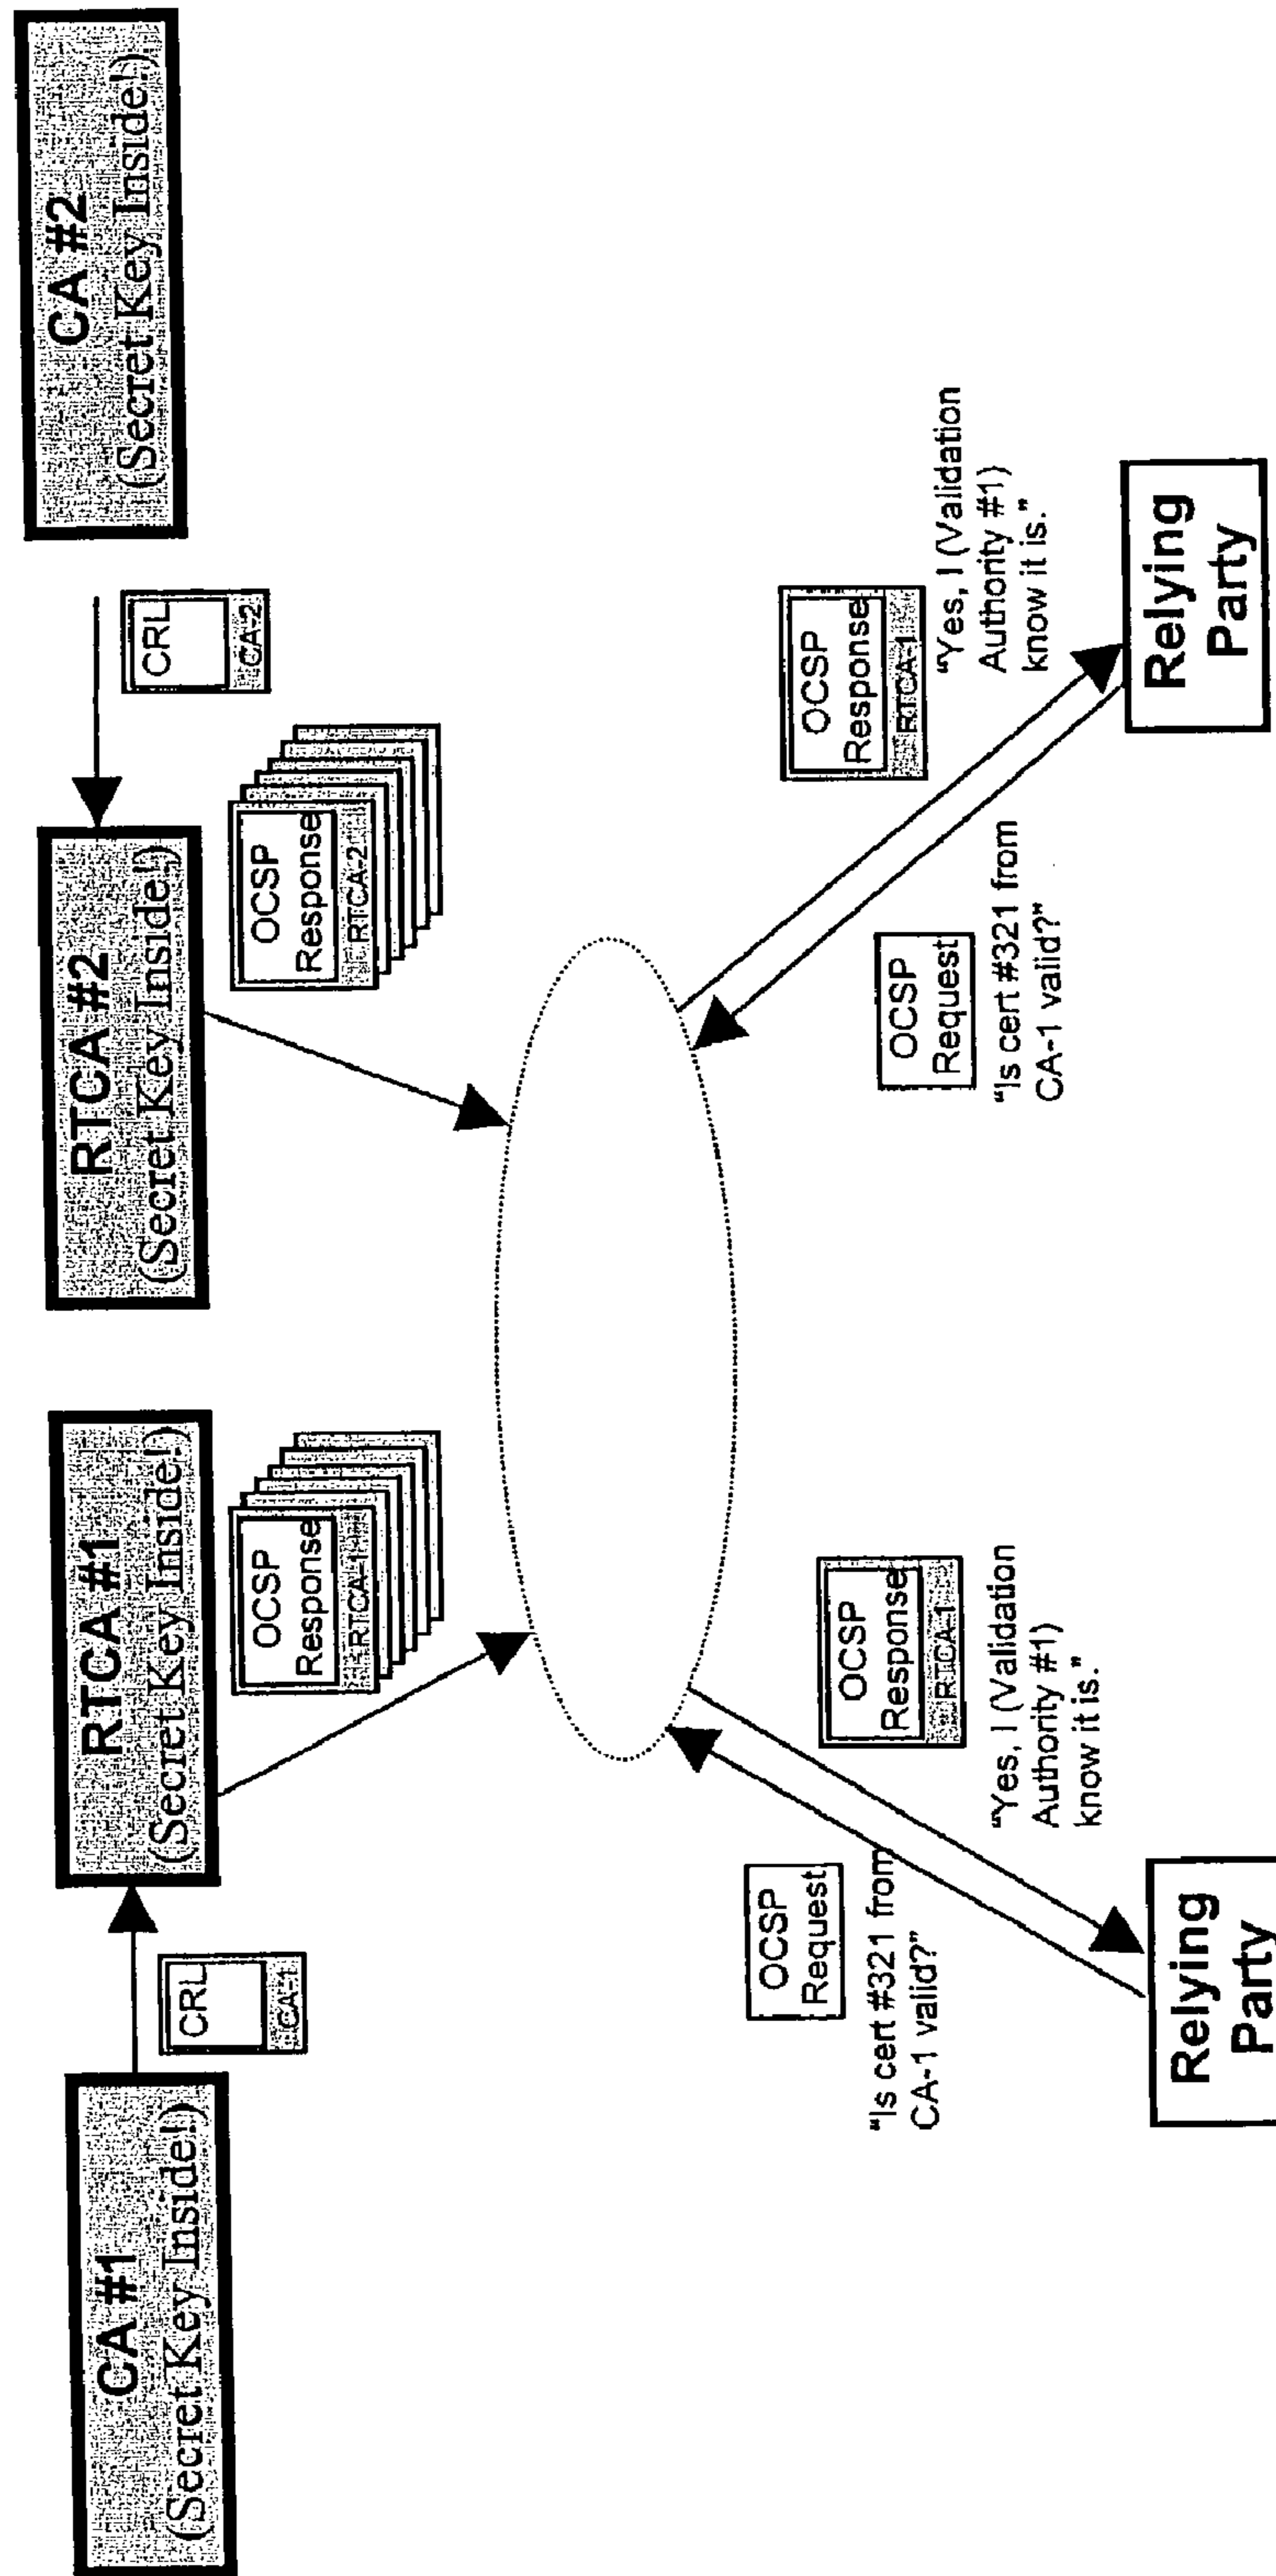 CA #1
(Secret Key Inside!)
CRL
CA-1
RTCA #1
(Secret Key Inside!)
RTCA #2
(Secret Key Inside!)
CRL
CA-2
CA #2
(Secret Key Inside!)
OCSP
Response
RTCA-1
OCSP
Response
RTCA-2
OCSP
Request
"Is cert #321 from
CA-1 valid?"
OCSP
Response
RTCA-1
"Yes, I (Validation
Authority #1)
know it is."
OCSP
Request
"Is cert #321 from
CA-1 valid?"
OCSP
Response
RTCA-1
"Yes, I (Validation
Authority #1)
know it is."
Relying
Party
Relying
Party